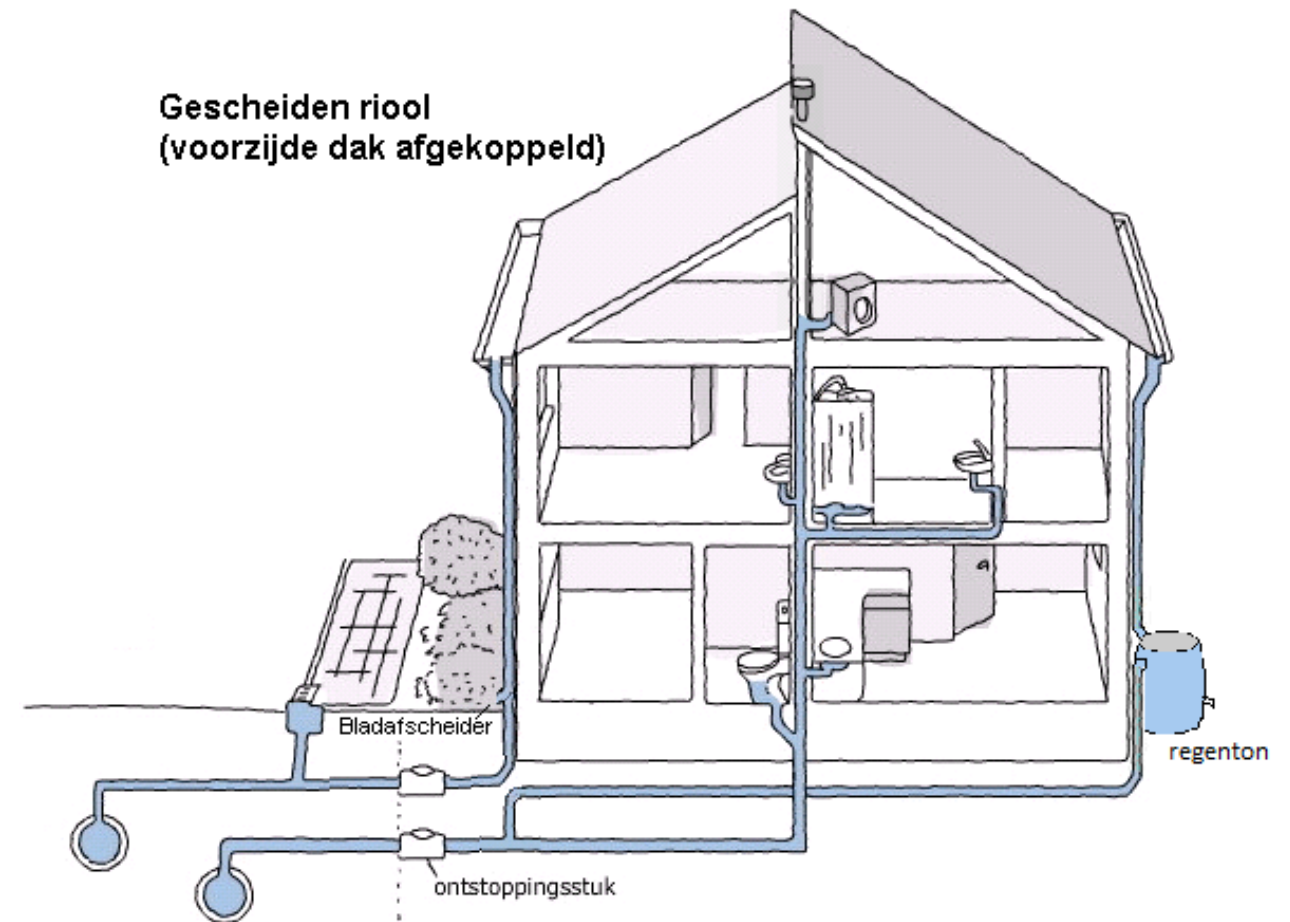 Gescheiden riool
(voorzijde dak afgekoppeld)
Bladafscheider
regenton
ontstoppingsstuk